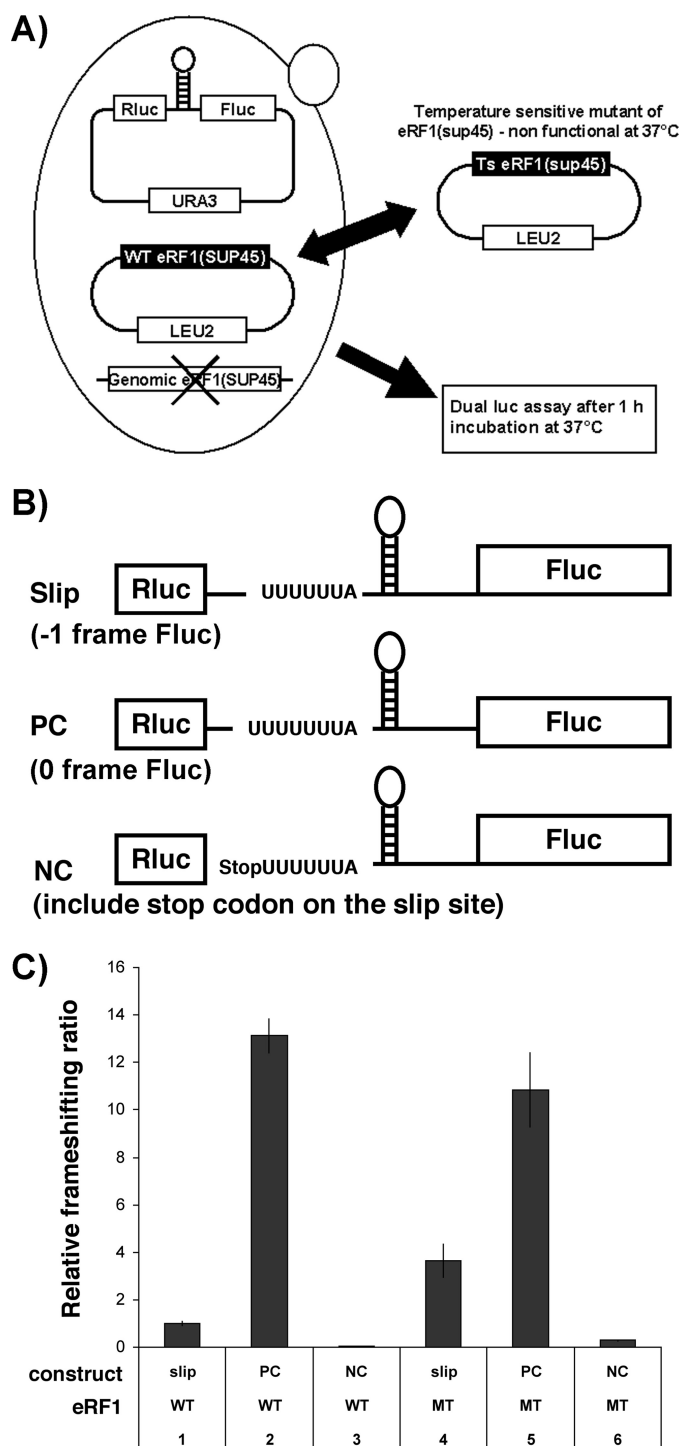 A)
Rluc
Fluc
URA3
WT eRF1(SUP45)
LEU2
Genomic eRF1(SUP45)
Temperature sensitive mutant of
eRF1(sup45) - non functional at 37°C
Ts eRF1(sup45)
LEU2
Dual luc assay after 1 h
incubation at 37°C
B)
Slip
Rluc
UUUUUUA
Fluc
(-1 frame Fluc)
PC
Rluc
UUUUUUUA
Fluc
(0 frame Fluc)
NC
Rluc
StopUUUUUUA
Fluc
(include stop codon on the slip site)
C)
Relative frameshifting ratio
16
14
12
10
8
6
4
2
0
construct slip PC NC slip PC NC
eRF1 WT WT WT MT MT MT
1 2 3 4 5 6